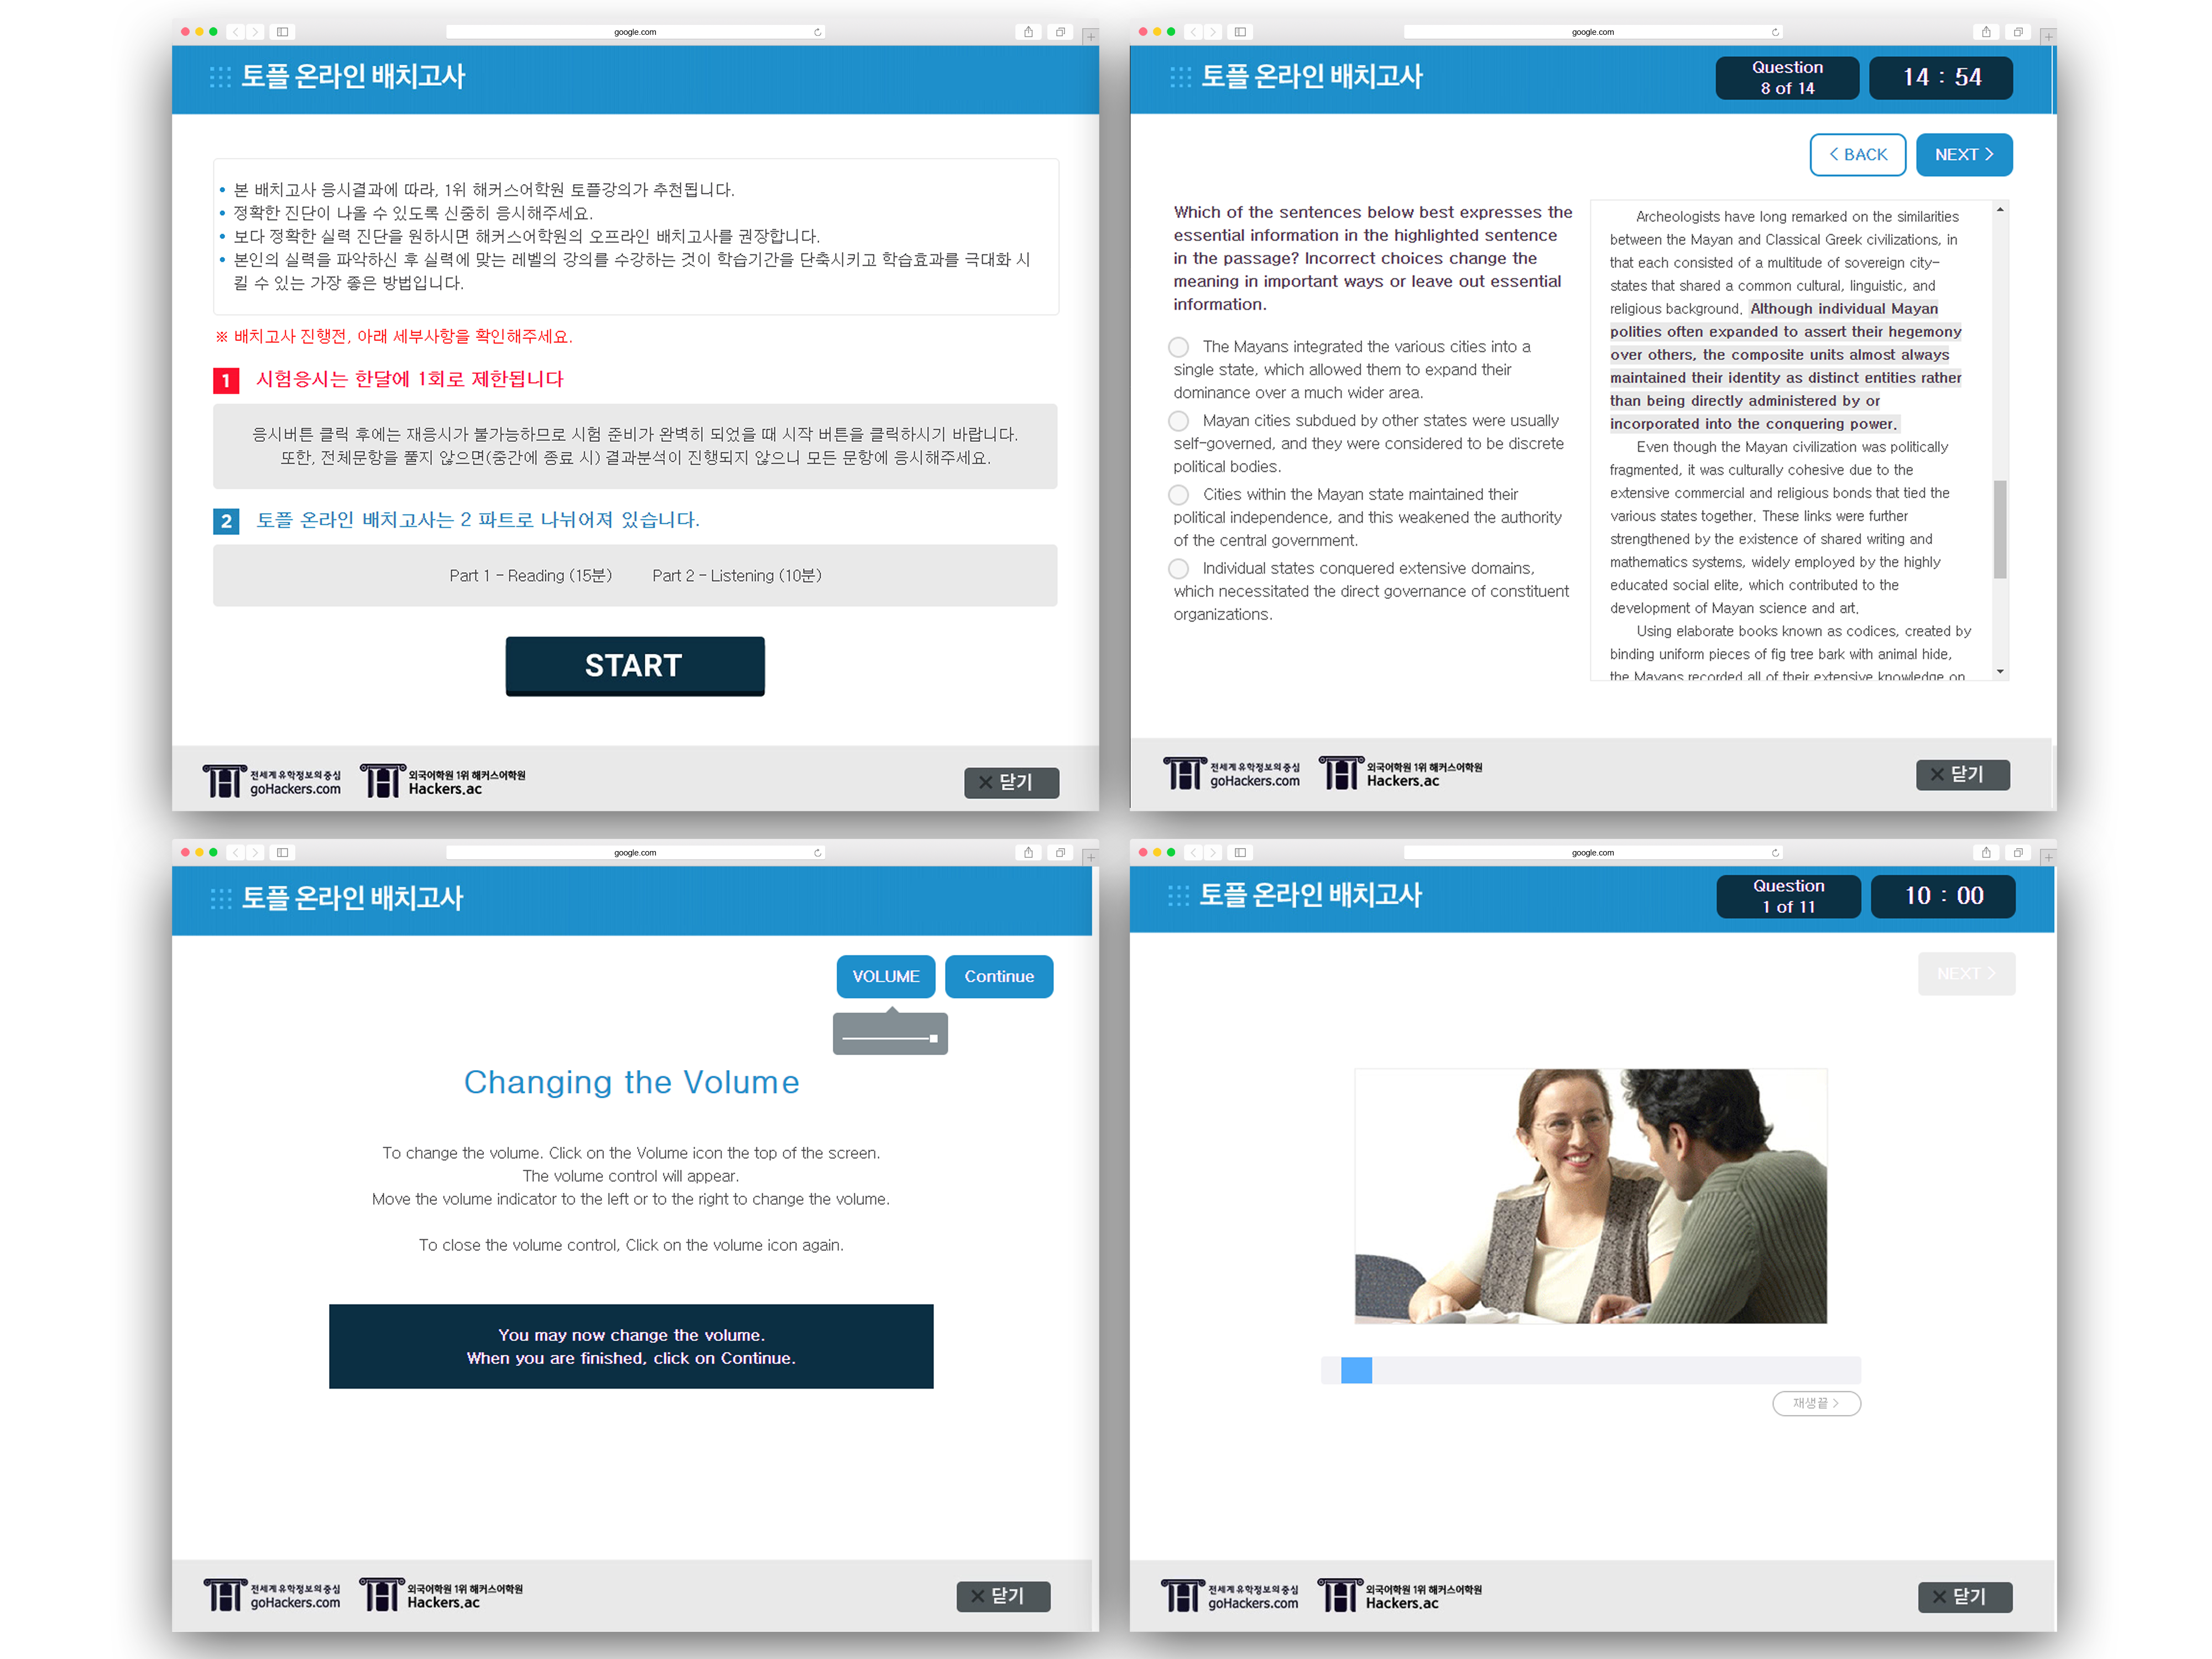 google.com
토플 온라인 배치고사
본 배치고사 응시결과에 따라, 1위 해커스어학원 토플강의가 추천됩니다.
정확한 진단이 나올 수 있도록 신중히 응시해주세요.
보다 정확한 실력 진단을 원하시면 해커스어학원의 오프라인 배치고사를 권장합니다.
본인의 실력을 파악하신 후 실력에 맞는 레벨의 강의를 수강하는 것이 학습기간을 단축시키고 학습효과를 극대화 시
킬 수 있는 가장 좋은 방법입니다.
※ 배치고사 진행전, 아래 세부사항을 확인해주세요.
1 시험응시는 한달에 1회로 제한됩니다
응시버튼 클릭 후에는 재응시가 불가능하므로 시험 준비가 완벽히 되었을 때 시작 버튼을 클릭하시기 바랍니다.
또한, 전체문항을 풀지 않으면(중간에 종료 시) 결과분석이 진행되지 않으니 모든 문항에 응시해주세요.
2 토플 온라인 배치고사는 2 파트로 나뉘어져 있습니다.
Part 1 - Reading (15분) Part 2 - Listening (10분)
START
전세계 유학정보의 중심
goHackers.com
외국어학원 1위 해커스어학원
Hackers.ac
× 닫기
google.com
토플 온라인 배치고사
Question
8 of 14
14 : 54
< BACK
NEXT >
Which of the sentences below best expresses the
essential information in the highlighted sentence
in the passage? Incorrect choices change the
meaning in important ways or leave out essential
information.
The Mayans integrated the various cities into a
single state, which allowed them to expand their
dominance over a much wider area.
Mayan cities subdued by other states were usually
self-governed, and they were considered to be discrete
political bodies.
Cities within the Mayan state maintained their
political independence, and this weakened the authority
of the central government.
Individual states conquered extensive domains,
which necessitated the direct governance of constituent
organizations.
Archeologists have long remarked on the similarities
between the Mayan and Classical Greek civilizations, in
that each consisted of a multitude of sovereign city-
states that shared a common cultural, linguistic, and
religious background. Although individual Mayan
polities often expanded to assert their hegemony
over others, the composite units almost always
maintained their identity as distinct entities rather
than being directly administered by or
incorporated into the conquering power.
Even though the Mayan civilization was politically
fragmented, it was culturally cohesive due to the
extensive commercial and religious bonds that tied the
various states together. These links were further
strengthened by the existence of shared writing and
mathematics systems, widely employed by the highly
educated social elite, which contributed to the
development of Mayan science and art.
Using elaborate books known as codices, created by
binding uniform pieces of fig tree bark with animal hide,
the Mayans recorded all of their extensive knowledge on
전세계 유학정보의 중심
goHackers.com
외국어학원 1위 해커스어학원
Hackers.ac
× 닫기
google.com
토플 온라인 배치고사
VOLUME
Continue
Changing the Volume
To change the volume. Click on the Volume icon the top of the screen.
The volume control will appear.
Move the volume indicator to the left or to the right to change the volume.
To close the volume control, Click on the volume icon again.
You may now change the volume.
When you are finished, click on Continue.
전세계 유학정보의 중심
goHackers.com
외국어학원 1위 해커스어학원
Hackers.ac
× 닫기
google.com
토플 온라인 배치고사
Question
1 of 11
10 : 00
NEXT >
재생끝 >
전세계 유학정보의 중심
goHackers.com
외국어학원 1위 해커스어학원
Hackers.ac
× 닫기